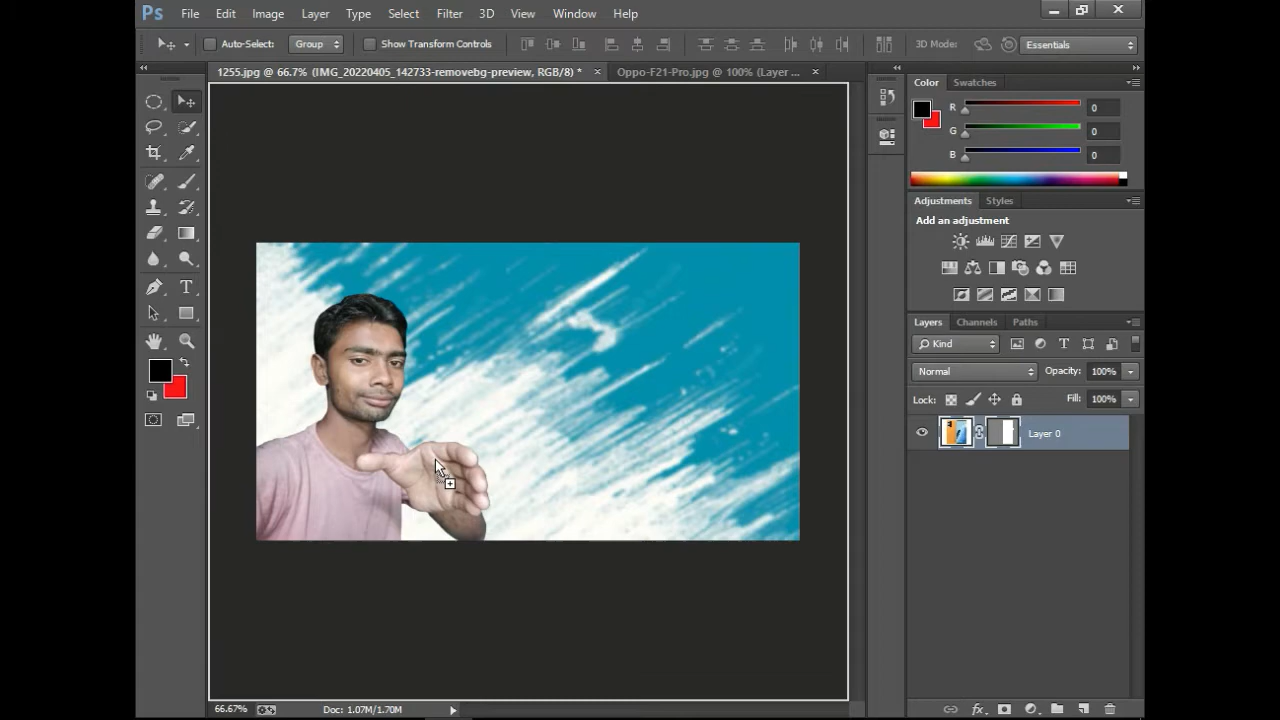 Ps File Edit Image Layer Type Select Filter 3D View Window Help
Auto-Select: Group Show Transform Controls 3D Mode: Essentials
1255.jpg @ 66.7% (IMG_20220405_142733-removebg-preview, RGB/8) * × Oppo-F21-Pro.jpg @ 100% (Layer ... ×
Color Swatches
R 0
G 0
B 0
Adjustments Styles
Add an adjustment
Layers Channels Paths
Kind
Normal Opacity: 100%
Lock: Fill: 100%
Layer 0
66.67% Doc: 1.07M/1.70M